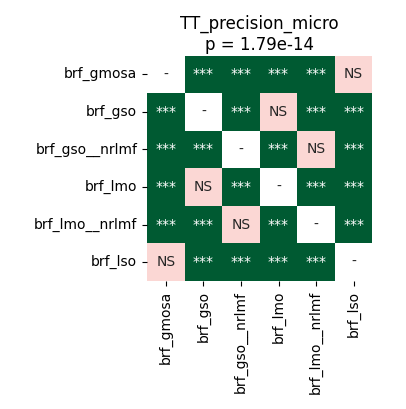 TT_precision_micro
p = 1.79e-14
brf_gmosa - *** *** *** *** NS
brf_gso *** - *** NS *** ***
brf_gso__nrlmf *** *** - *** NS ***
brf_lmo *** NS *** - *** ***
brf_lmo__nrlmf *** *** NS *** - ***
brf_lso NS *** *** *** *** -
brf_gmosa
brf_gso
brf_gso__nrlmf
brf_lmo
brf_lmo__nrlmf
brf_lso